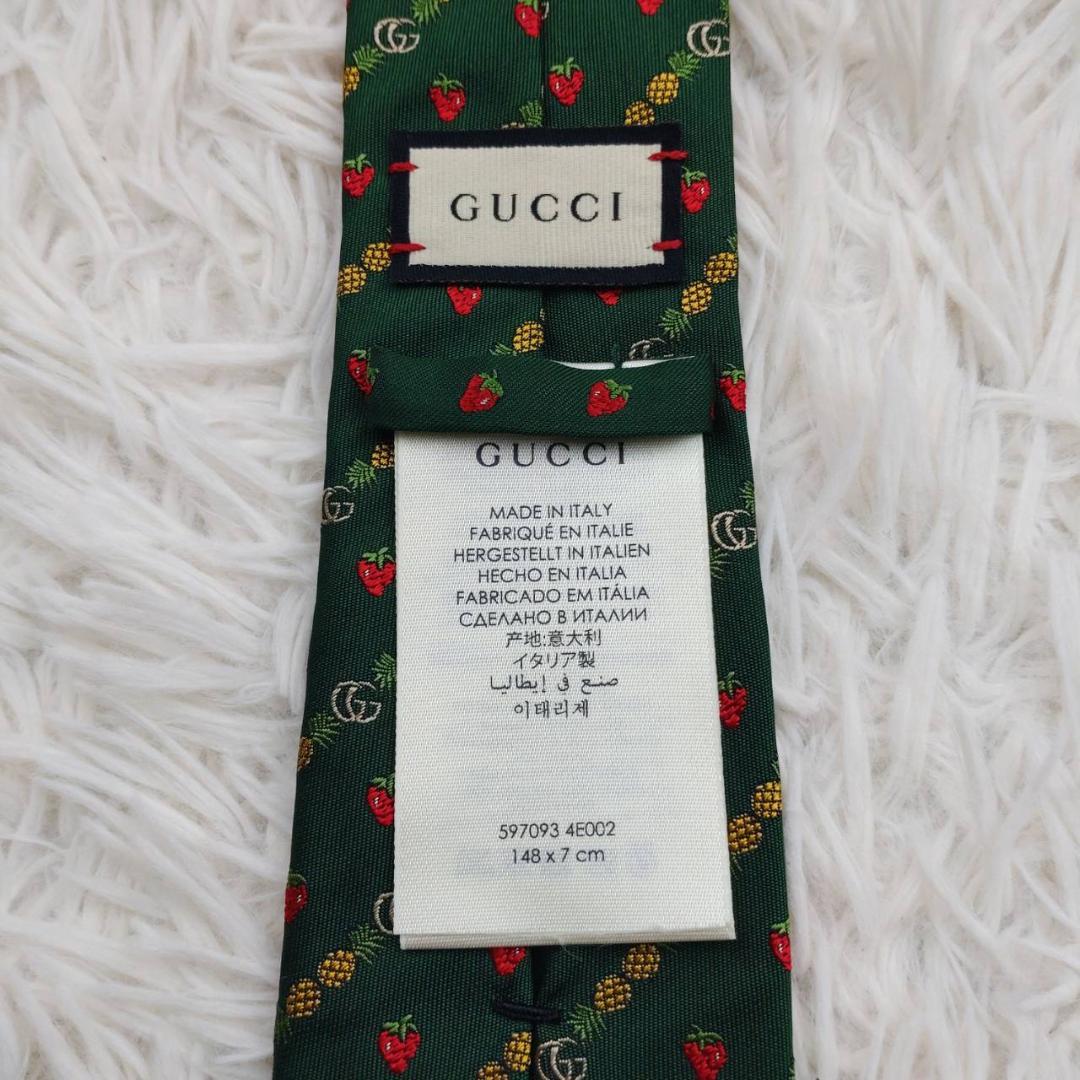 GUCCI
GUCCI
MADE IN ITALY
FABRIQUÉ EN ITALIE
HERGESTELLT IN ITALIEN
HECHO EN ITALIA
FABRICADO EM ITÁLIA
СДЕЛАНО В ИТАЛИИ
产地:意大利
イタリア製
صنع في إيطاليا
이태리제
597093 4E002
148 x 7 cm